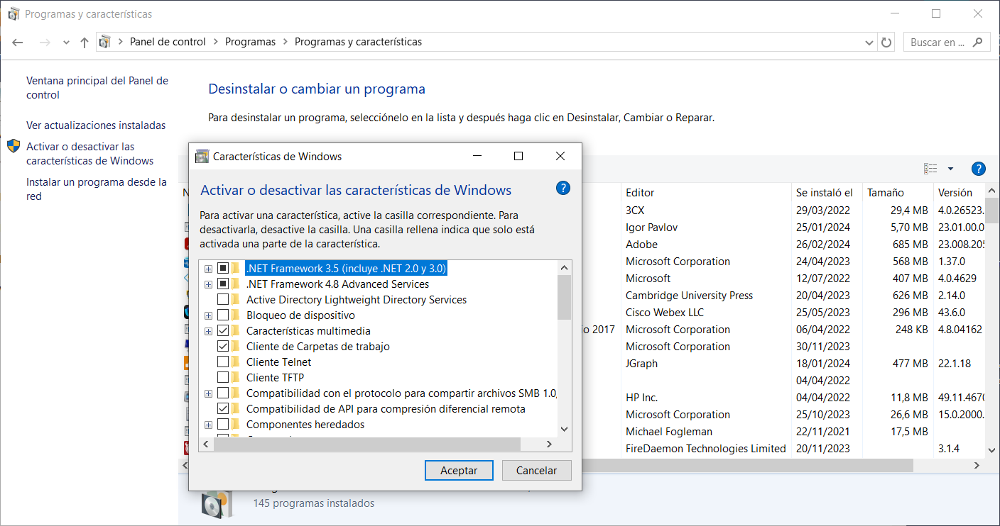 Programas y características
Panel de control > Programas > Programas y características
Buscar en ...
Ventana principal del Panel de
control
Ver actualizaciones instaladas
Activar o desactivar las
características de Windows
Instalar un programa desde la
red
Desinstalar o cambiar un programa
Para desinstalar un programa, selecciónelo en la lista y después haga clic en Desinstalar, Cambiar o Reparar.
Características de Windows
Activar o desactivar las características de Windows
?
Para activar una característica, active la casilla correspondiente. Para
desactivarla, desactive la casilla. Una casilla rellena indica que solo está
activada una parte de la característica.
.NET Framework 3.5 (incluye .NET 2.0 y 3.0)
.NET Framework 4.8 Advanced Services
Active Directory Lightweight Directory Services
Bloqueo de dispositivo
Características multimedia
Cliente de Carpetas de trabajo
Cliente Telnet
Cliente TFTP
Compatibilidad con el protocolo para compartir archivos SMB 1.0,
Compatibilidad de API para compresión diferencial remota
Componentes heredados
Aceptar
Cancelar
?
Editor Se instaló el Tamaño Versión
3CX 29/03/2022 29,4 MB 4.0.26523.
Igor Pavlov 25/01/2024 5,70 MB 23.01.00.0
Adobe 26/02/2024 685 MB 23.008.205
Microsoft Corporation 24/04/2023 568 MB 1.37.0
Microsoft 12/07/2022 407 MB 4.0.4629
Cambridge University Press 20/04/2023 626 MB 2.14.0
Cisco Webex LLC 25/05/2023 296 MB 43.6.0
2017 Microsoft Corporation 06/04/2022 248 KB 4.8.04162
Microsoft Corporation 30/11/2023
JGraph 18/01/2024 477 MB 22.1.18
04/04/2022
HP Inc. 04/04/2022 11,8 MB 49.11.4670
Microsoft Corporation 25/10/2023 26,6 MB 15.0.2000.
Michael Fogleman 22/11/2021 17,5 MB
FireDaemon Technologies Limited 20/11/2023 3.1.4
145 programas instalados